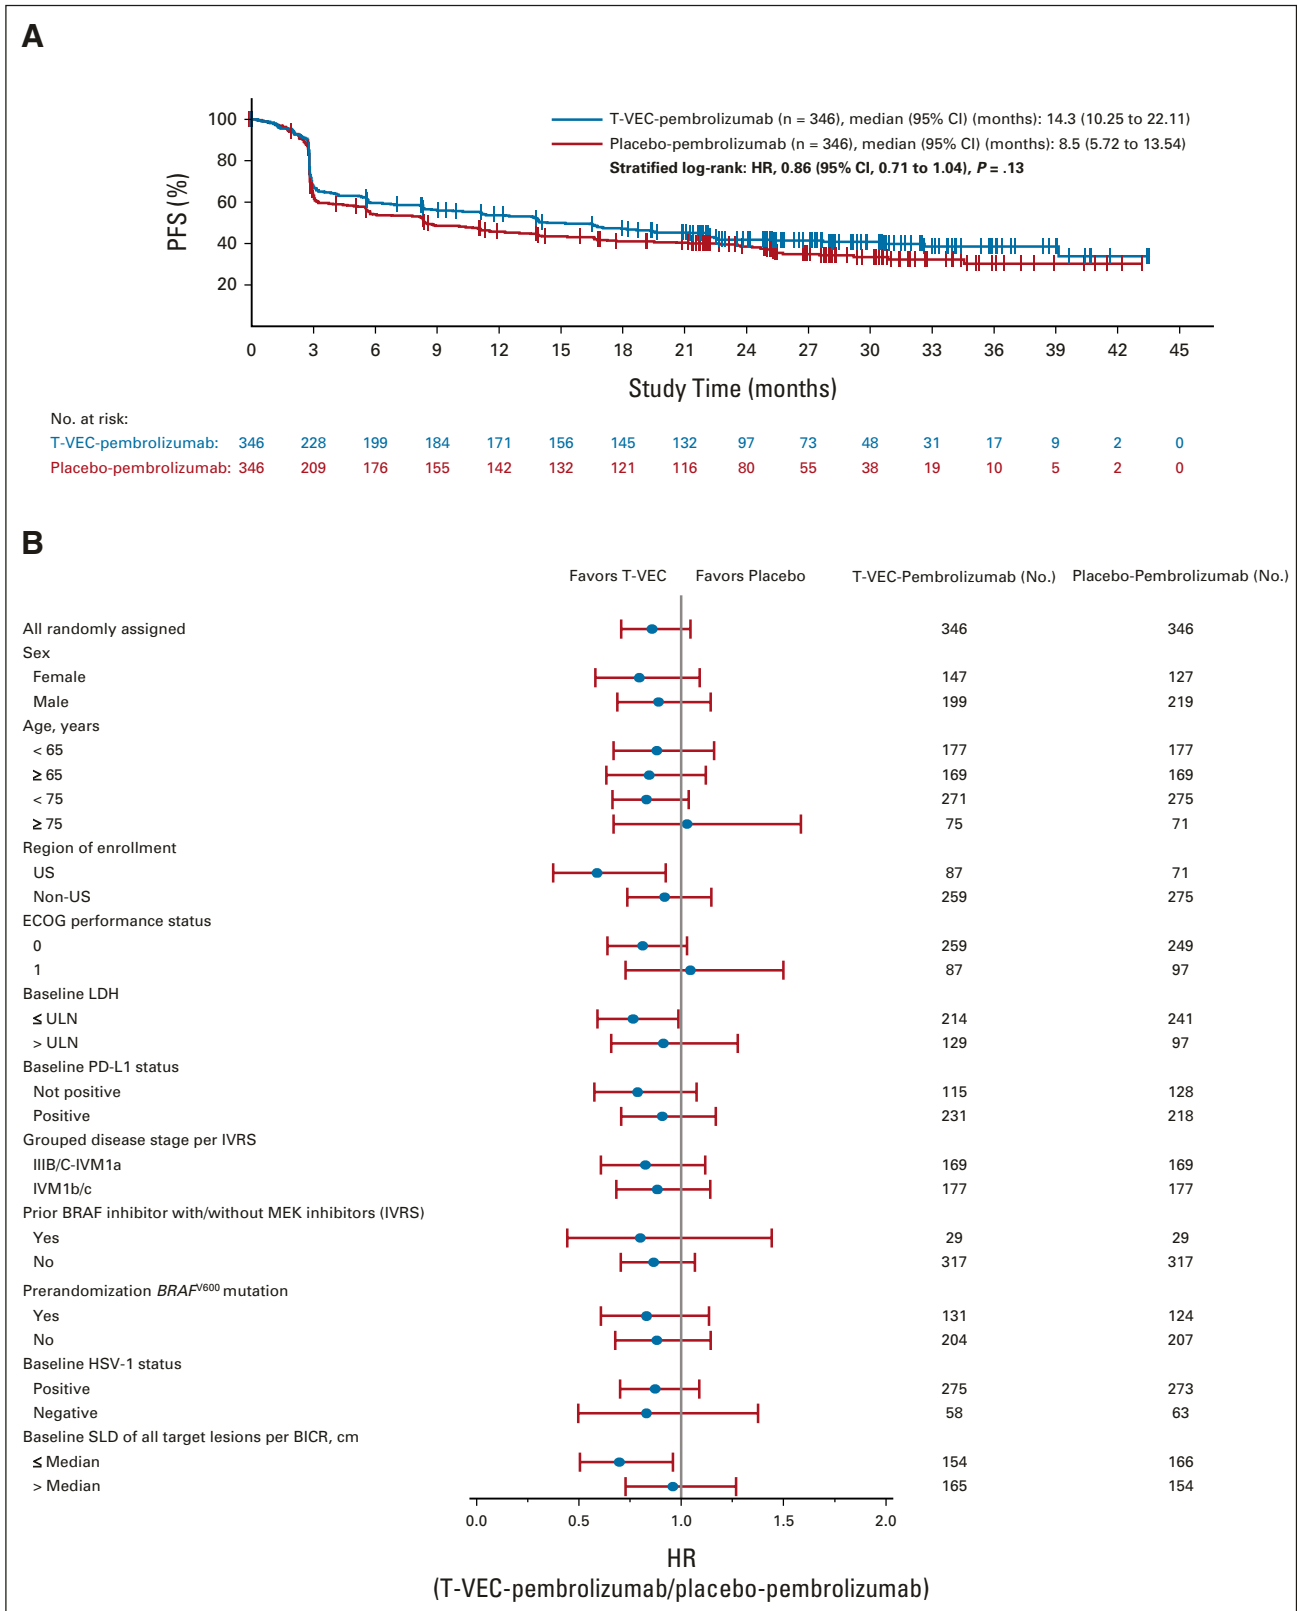 A
T-VEC-pembrolizumab (n = 346), median (95% CI) (months): 14.3 (10.25 to 22.11)
Placebo-pembrolizumab (n = 346), median (95% CI) (months): 8.5 (5.72 to 13.54)
Stratified log-rank: HR, 0.86 (95% CI, 0.71 to 1.04), P = .13
PFS (%)
100
80
60
40
20
0 3 6 9 12 15 18 21 24 27 30 33 36 39 42 45
Study Time (months)
No. at risk:
T-VEC-pembrolizumab: 346 228 199 184 171 156 145 132 97 73 48 31 17 9 2 0
Placebo-pembrolizumab: 346 209 176 155 142 132 121 116 80 55 38 19 10 5 2 0
B
Favors T-VEC Favors Placebo T-VEC-Pembrolizumab (No.) Placebo-Pembrolizumab (No.)
All randomly assigned 346 346
Sex
Female 147 127
Male 199 219
Age, years
< 65 177 177
≥ 65 169 169
< 75 271 275
≥ 75 75 71
Region of enrollment
US 87 71
Non-US 259 275
ECOG performance status
0 259 249
1 87 97
Baseline LDH
≤ ULN 214 241
> ULN 129 97
Baseline PD-L1 status
Not positive 115 128
Positive 231 218
Grouped disease stage per IVRS
IIIB/C-IVM1a 169 169
IVM1b/c 177 177
Prior BRAF inhibitor with/without MEK inhibitors (IVRS)
Yes 29 29
No 317 317
Prerandomization BRAFV600 mutation
Yes 131 124
No 204 207
Baseline HSV-1 status
Positive 275 273
Negative 58 63
Baseline SLD of all target lesions per BICR, cm
≤ Median 154 166
> Median 165 154
0.0 0.5 1.0 1.5 2.0
HR
(T-VEC-pembrolizumab/placebo-pembrolizumab)